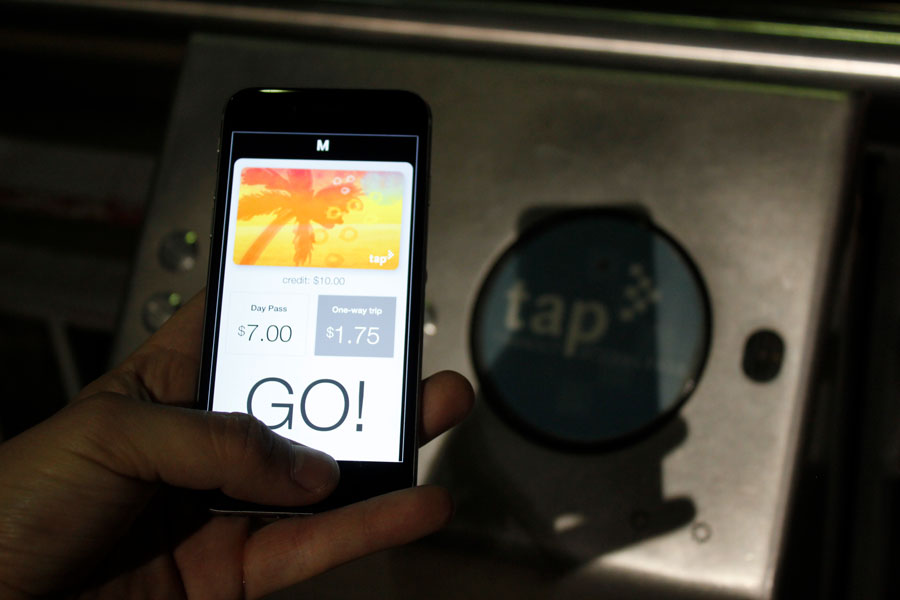 M
tap
credit: $10.00
Day Pass
$7.00
One-way trip
$1.75
GO!
tap